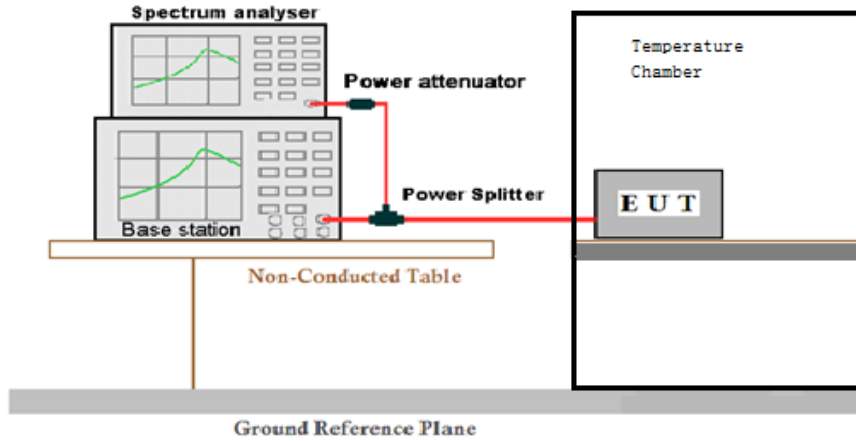 Spectrum analyser
Temperature
Chamber
Power attenuator
Power Splitter
E U T
Base station
Non-Conducted Table
Ground Reference Plane